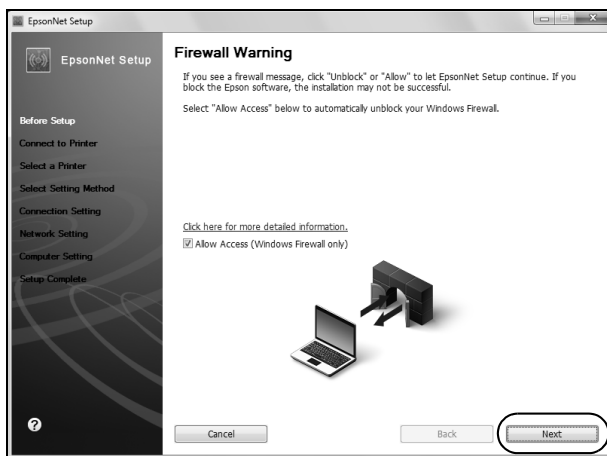 EpsonNet Setup
EpsonNet Setup
Before Setup
Connect to Printer
Select a Printer
Select Setting Method
Connection Setting
Network Setting
Computer Setting
Setup Complete
Firewall Warning
If you see a firewall message, click "Unblock" or "Allow" to let EpsonNet Setup continue. If you
block the Epson software, the installation may not be successful.
Select "Allow Access" below to automatically unblock your Windows Firewall.
Click here for more detailed information.
Allow Access (Windows Firewall only)
?
Cancel
Back
Next